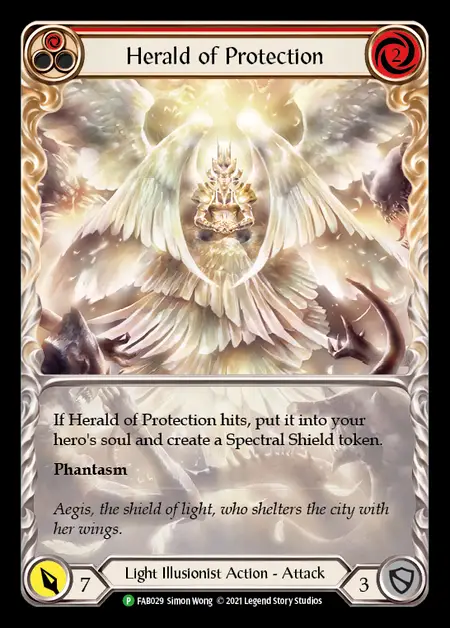 Herald of Protection
2
If Herald of Protection hits, put it into your
hero's soul and create a Spectral Shield token.
Phantasm
Aegis, the shield of light, who shelters the city with
her wings.
7
Light Illusionist Action - Attack
3
P FAB029 Simon Wong © 2021 Legend Story Studios